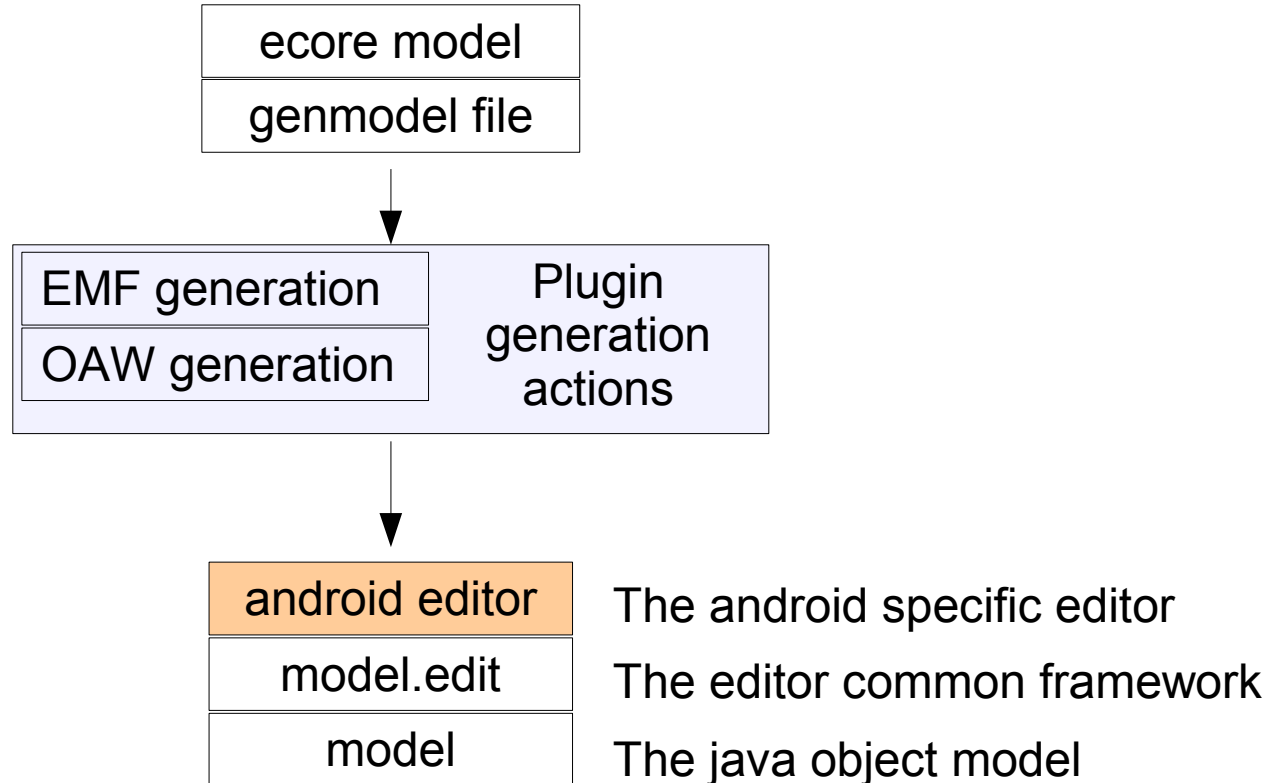 ecore model
genmodel file
EMF generation
OAW generation
Plugin
generation
actions
android editor
The android specific editor
model.edit
The editor common framework
model
The java object model